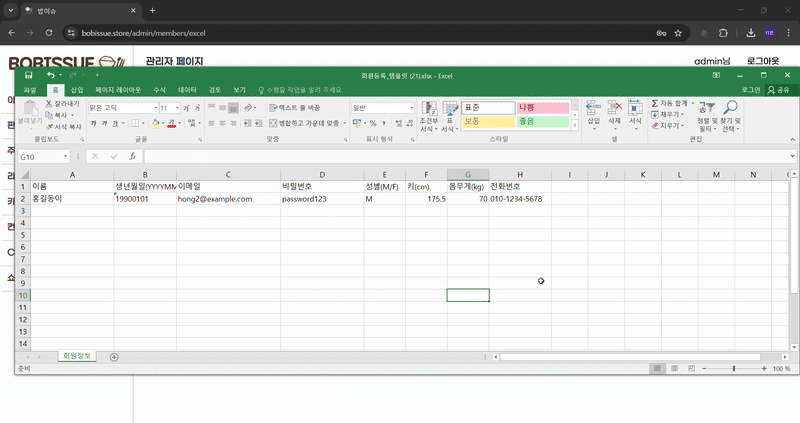 밥이슈
bobissue.store/admin/members/excel
BOBISSUE
관리자 페이지
admin님 로그아웃
회원등록_템플릿 (21).xlsx - Excel
파일 홈 삽입 페이지 레이아웃 수식 데이터 검토 보기 수행할 작업을 알려 주세요. 로그인 공유
붙여넣기
잘라내기
복사
서식 복사
클립보드
맑은 고딕 11
가 가 가
글꼴
텍스트 줄 바꿈
병합하고 가운데 맞춤
맞춤
일반
표시 형식
조건부 서식
표 서식
표준 나쁨
보통 좋음
스타일
삽입 삭제 서식
셀
자동 합계
채우기
지우기
정렬 및 필터
찾기 및 선택
편집
G10 fx
A B C D E F G H I J K L M N
1 이름 생년월일(YYYYMM 이메일 비밀번호 성별(M/F) 키(cm) 몸무게(kg) 전화번호
2 홍길동이 19900101 hong2@example.com password123 M 175.5 70 010-1234-5678
3
4
5
6
7
8
9
10
11
12
13
14
회원정보
준비 100 %